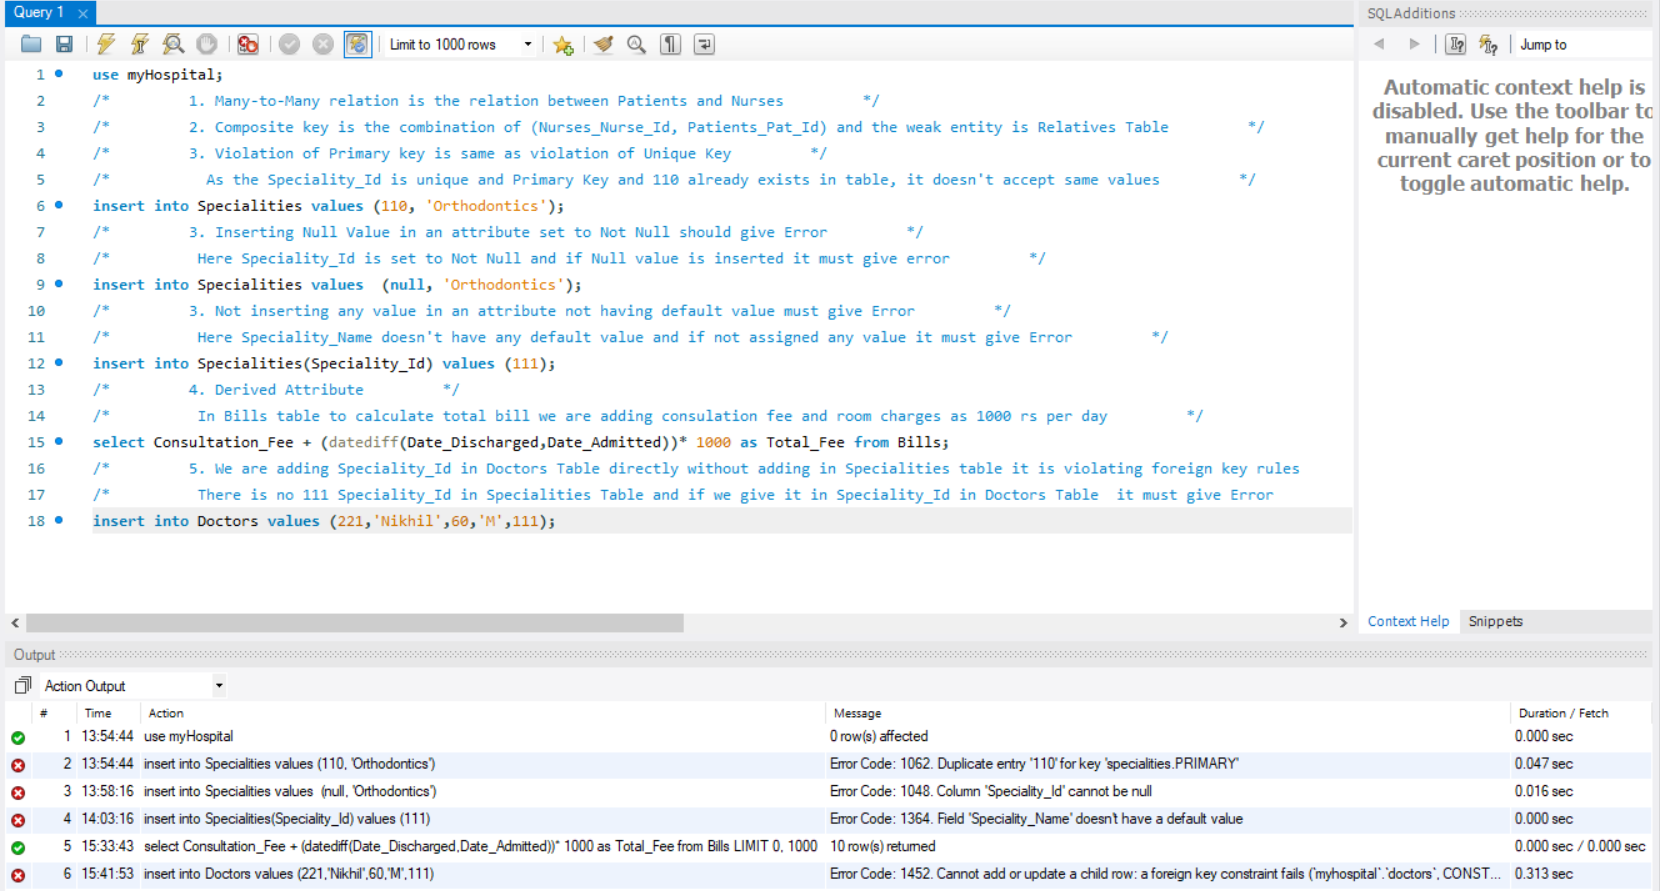 Query 1 ×
SQLAdditions
Limit to 1000 rows
Jump to
1 use myHospital;
2 /* 1. Many-to-Many relation is the relation between Patients and Nurses */
3 /* 2. Composite key is the combination of (Nurses_Nurse_Id, Patients_Pat_Id) and the weak entity is Relatives Table */
4 /* 3. Violation of Primary key is same as violation of Unique Key */
5 /* As the Speciality_Id is unique and Primary Key and 110 already exists in table, it doesn't accept same values */
6 insert into Specialities values (110, 'Orthodontics');
7 /* 3. Inserting Null Value in an attribute set to Not Null should give Error */
8 /* Here Speciality_Id is set to Not Null and if Null value is inserted it must give error */
9 insert into Specialities values (null, 'Orthodontics');
10 /* 3. Not inserting any value in an attribute not having default value must give Error */
11 /* Here Speciality_Name doesn't have any default value and if not assigned any value it must give Error */
12 insert into Specialities(Speciality_Id) values (111);
13 /* 4. Derived Attribute */
14 /* In Bills table to calculate total bill we are adding consulation fee and room charges as 1000 rs per day */
15 select Consultation_Fee + (datediff(Date_Discharged,Date_Admitted))* 1000 as Total_Fee from Bills;
16 /* 5. We are adding Speciality_Id in Doctors Table directly without adding in Specialities table it is violating foreign key rules
17 /* There is no 111 Speciality_Id in Specialities Table and if we give it in Speciality_Id in Doctors Table it must give Error
18 insert into Doctors values (221,'Nikhil',60,'M',111);
Automatic context help is
disabled. Use the toolbar to
manually get help for the
current caret position or to
toggle automatic help.
Context Help Snippets
Output
Action Output
# Time Action Message Duration / Fetch
1 13:54:44 use myHospital 0 row(s) affected 0.000 sec
2 13:54:44 insert into Specialities values (110, 'Orthodontics') Error Code: 1062. Duplicate entry '110' for key 'specialities.PRIMARY' 0.047 sec
3 13:58:16 insert into Specialities values (null, 'Orthodontics') Error Code: 1048. Column 'Speciality_Id' cannot be null 0.016 sec
4 14:03:16 insert into Specialities(Speciality_Id) values (111) Error Code: 1364. Field 'Speciality_Name' doesn't have a default value 0.000 sec
5 15:33:43 select Consultation_Fee + (datediff(Date_Discharged,Date_Admitted))* 1000 as Total_Fee from Bills LIMIT 0, 1000 10 row(s) returned 0.000 sec / 0.000 sec
6 15:41:53 insert into Doctors values (221,'Nikhil',60,'M',111) Error Code: 1452. Cannot add or update a child row: a foreign key constraint fails (`myhospital`.`doctors`, CONST... 0.313 sec